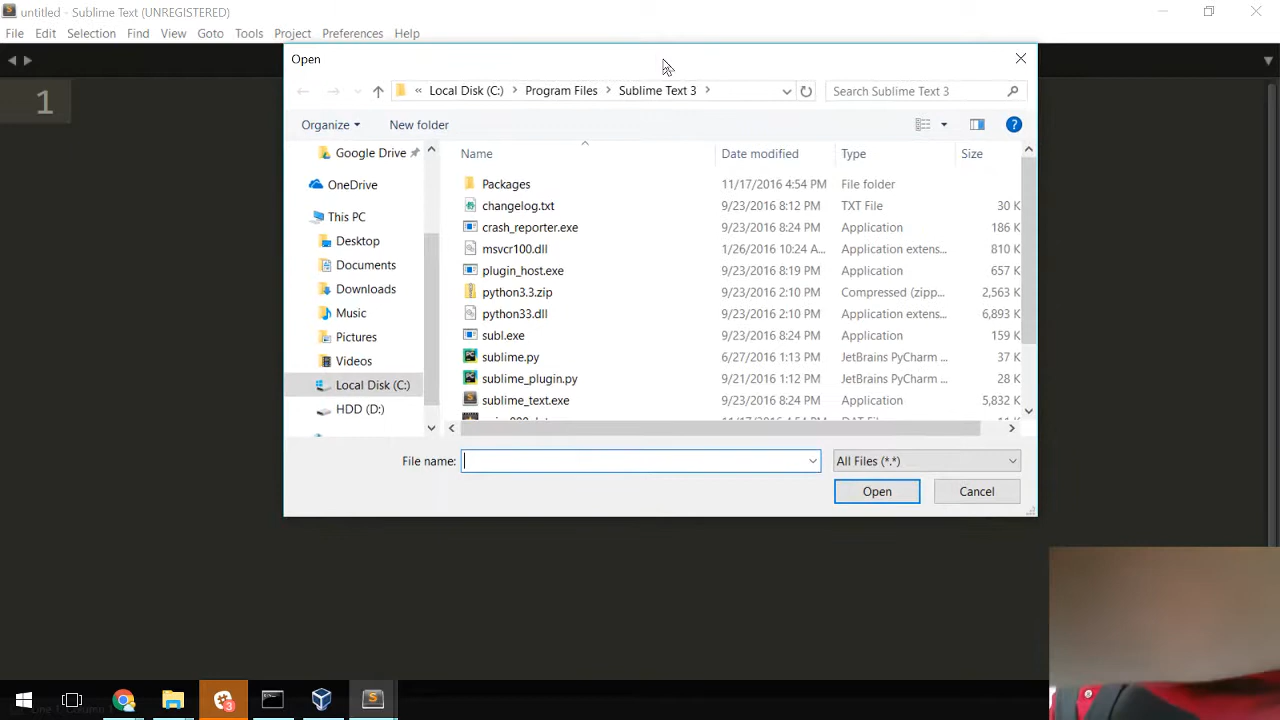 untitled - Sublime Text (UNREGISTERED)
File Edit Selection Find View Goto Tools Project Preferences Help
Open
« Local Disk (C:) Program Files Sublime Text 3
Search Sublime Text 3
Organize New folder
1
Google Drive
OneDrive
This PC
Desktop
Documents
Downloads
Music
Pictures
Videos
Local Disk (C:)
HDD (D:)
Name Date modified Type Size
Packages 11/17/2016 4:54 PM File folder
changelog.txt 9/23/2016 8:12 PM TXT File 30 K
crash_reporter.exe 9/23/2016 8:24 PM Application 186 K
msvcr100.dll 1/26/2016 10:24 A... Application extens... 810 K
plugin_host.exe 9/23/2016 8:19 PM Application 657 K
python3.3.zip 9/23/2016 2:10 PM Compressed (zipp... 2,563 K
python33.dll 9/23/2016 2:10 PM Application extens... 6,893 K
subl.exe 9/23/2016 8:24 PM Application 159 K
sublime.py 6/27/2016 1:13 PM JetBrains PyCharm ... 37 K
sublime_plugin.py 9/21/2016 1:12 PM JetBrains PyCharm ... 28 K
sublime_text.exe 9/23/2016 8:24 PM Application 5,832 K
File name:
All Files (*.*)
Open Cancel
3